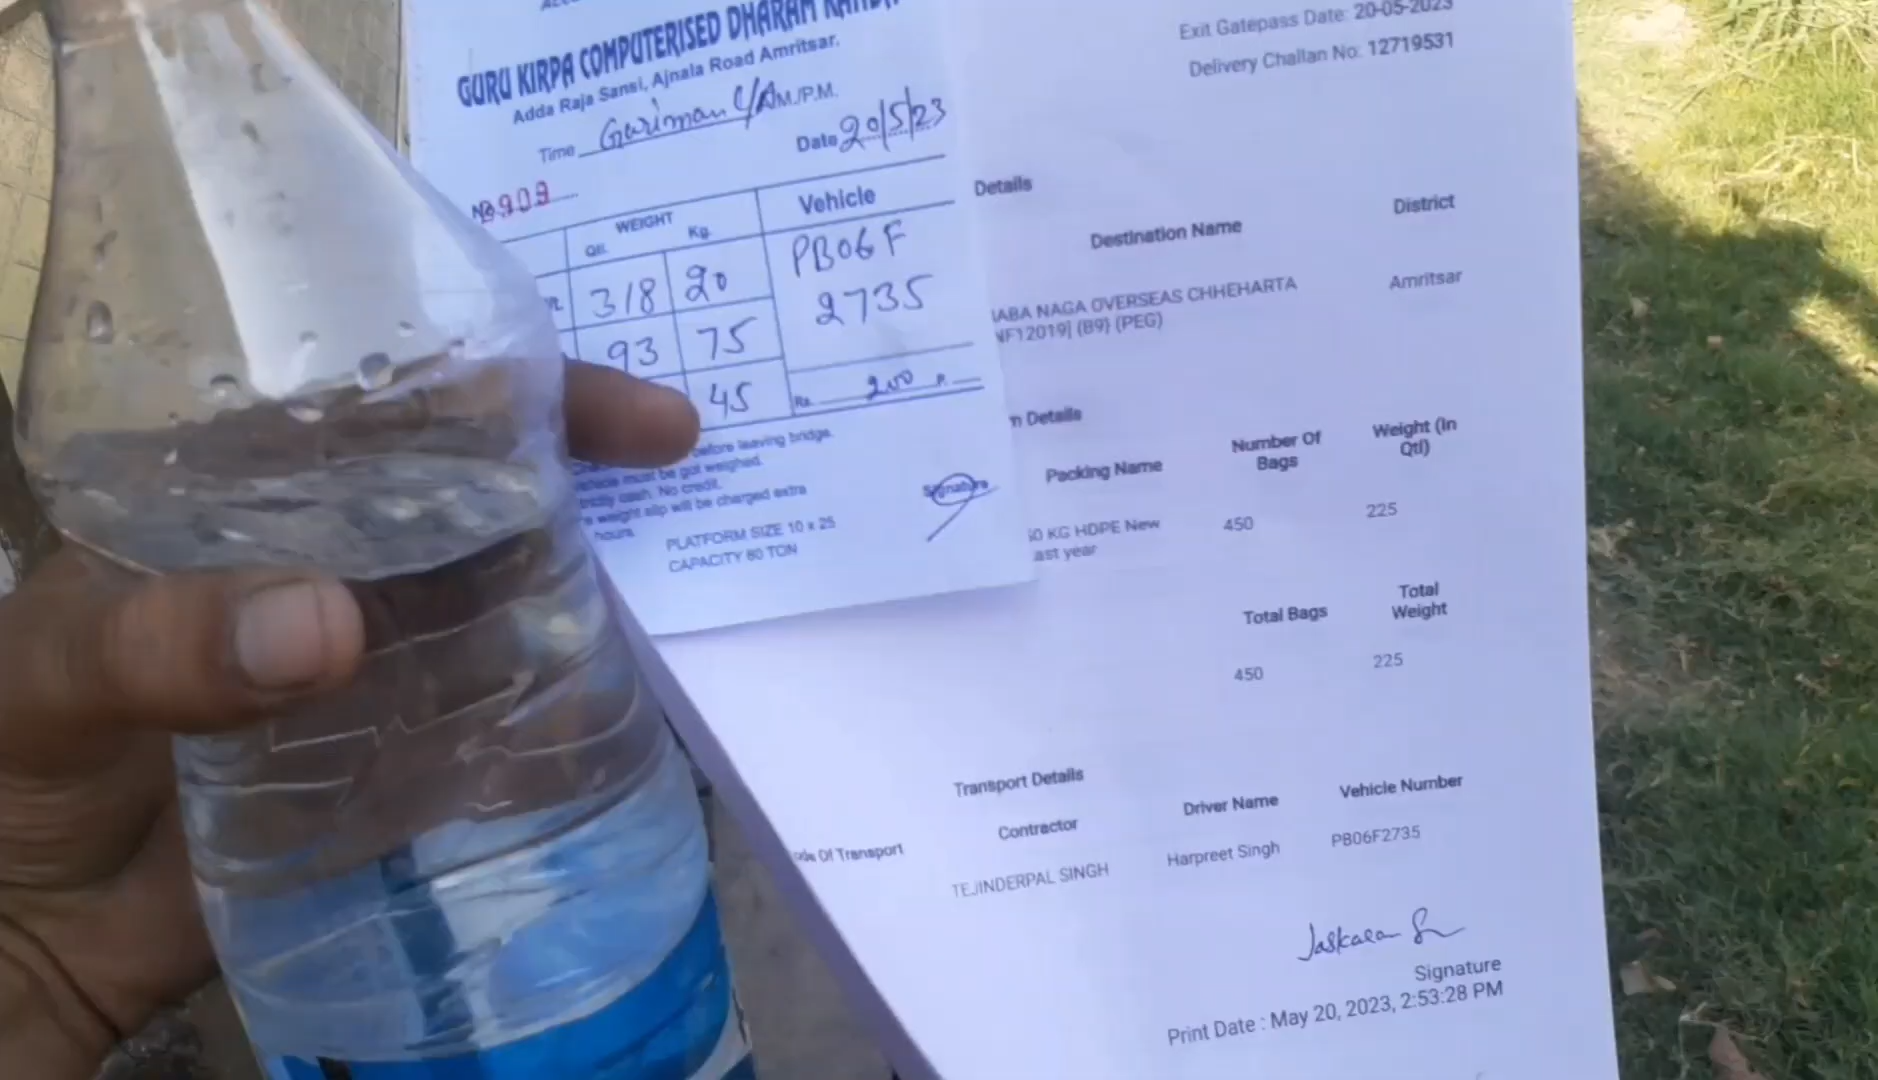 GURU KIRPA COMPUTERISED DHARAM
Adda Raja Sansi, Ajnala Road Amritsar.
Time A.M./P.M.
Date 20/5/23
No 909
WEIGHT
Qtl. Kg.
Vehicle
318 20
PB06F
2735
93 75
45
Rs. 200 P.
before leaving bridge.
vehicle must be got weighed.
strictly cash. No credit.
weight slip will be charged extra
hours
PLATFORM SIZE 10 x 25
CAPACITY 80 TON
Signature
Exit Gatepass Date: 20-05-2023
Delivery Challan No: 12719531
Details
Destination Name
District
BABA NAGA OVERSEAS CHHEHARTA
Amritsar
NF12019] (B9} (PEG)
m Details
Packing Name
Number Of
Bags
Weight (In
Qtl)
50 KG HDPE New
ast year
450
225
Total Bags
Total
Weight
450
225
Transport Details
Mode Of Transport
Contractor
Driver Name
Vehicle Number
TEJINDERPAL SINGH
Harpreet Singh
PB06F2735
Jaskaran
Signature
Print Date : May 20, 2023, 2:53:28 PM